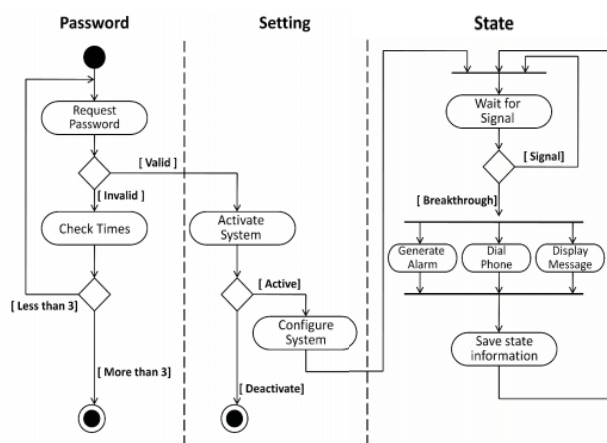 Password
Setting
State
Request
Password
[ Valid]
[ Invalid ]
Check Times
[ Less than 3]
[ More than 3]
Activate
System
[ Active]
Configure
System
[ Deactivate]
Wait for
Signal
[ Signal]
[ Breakthrough]
Generate
Alarm
Dial
Phone
Display
Message
Save state
information